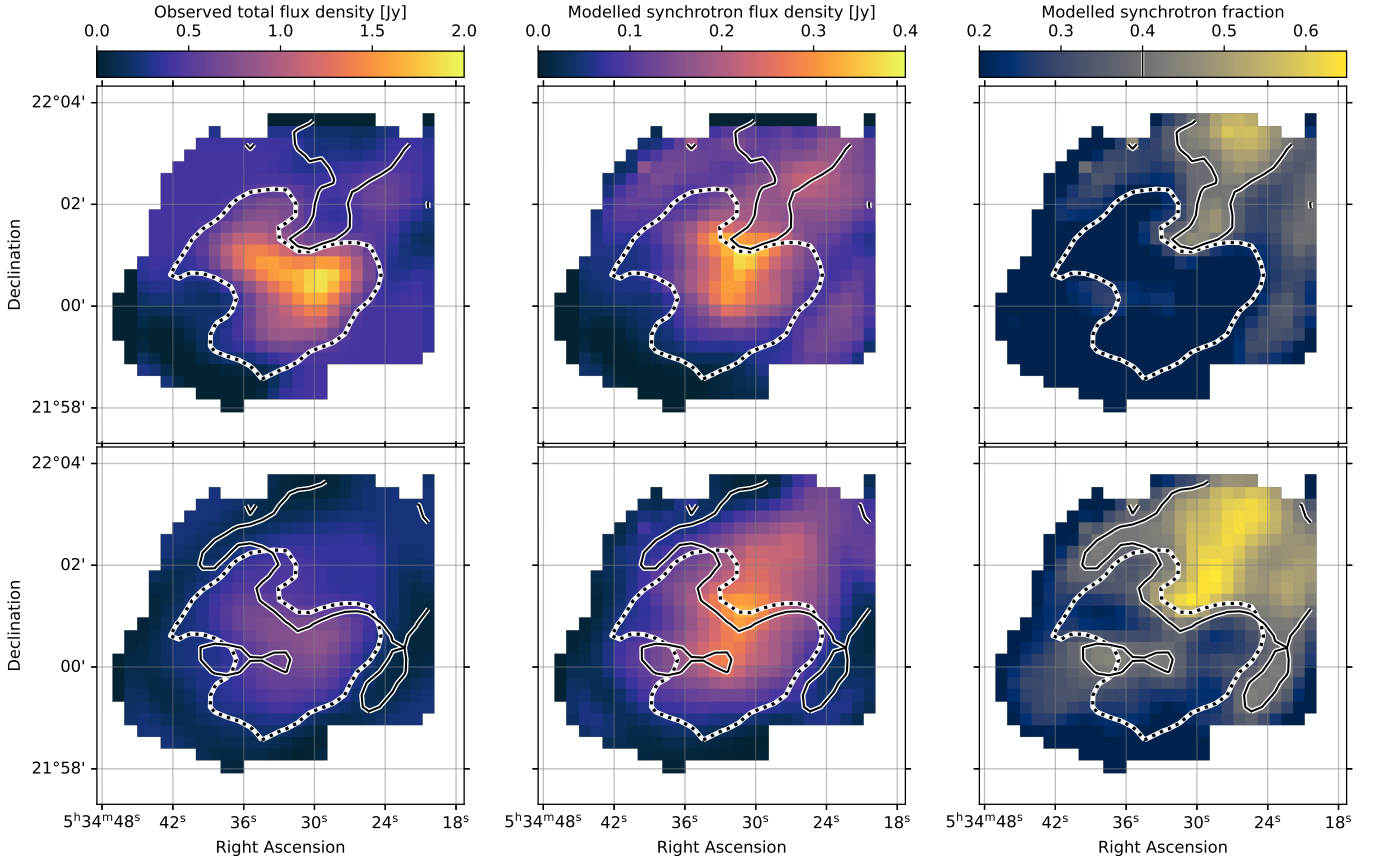 Observed total flux density [Jy]
Modelled synchrotron flux density [Jy]
Modelled synchrotron fraction
0.0 0.5 1.0 1.5 2.0
0.0 0.1 0.2 0.3 0.4
0.2 0.3 0.4 0.5 0.6
22°04'
02'
00'
21°58'
Declination
22°04'
02'
00'
21°58'
Declination
5ʰ34ᵐ48ˢ 42ˢ 36ˢ 30ˢ 24ˢ 18ˢ
5ʰ34ᵐ48ˢ 42ˢ 36ˢ 30ˢ 24ˢ 18ˢ
5ʰ34ᵐ48ˢ 42ˢ 36ˢ 30ˢ 24ˢ 18ˢ
Right Ascension
Right Ascension
Right Ascension